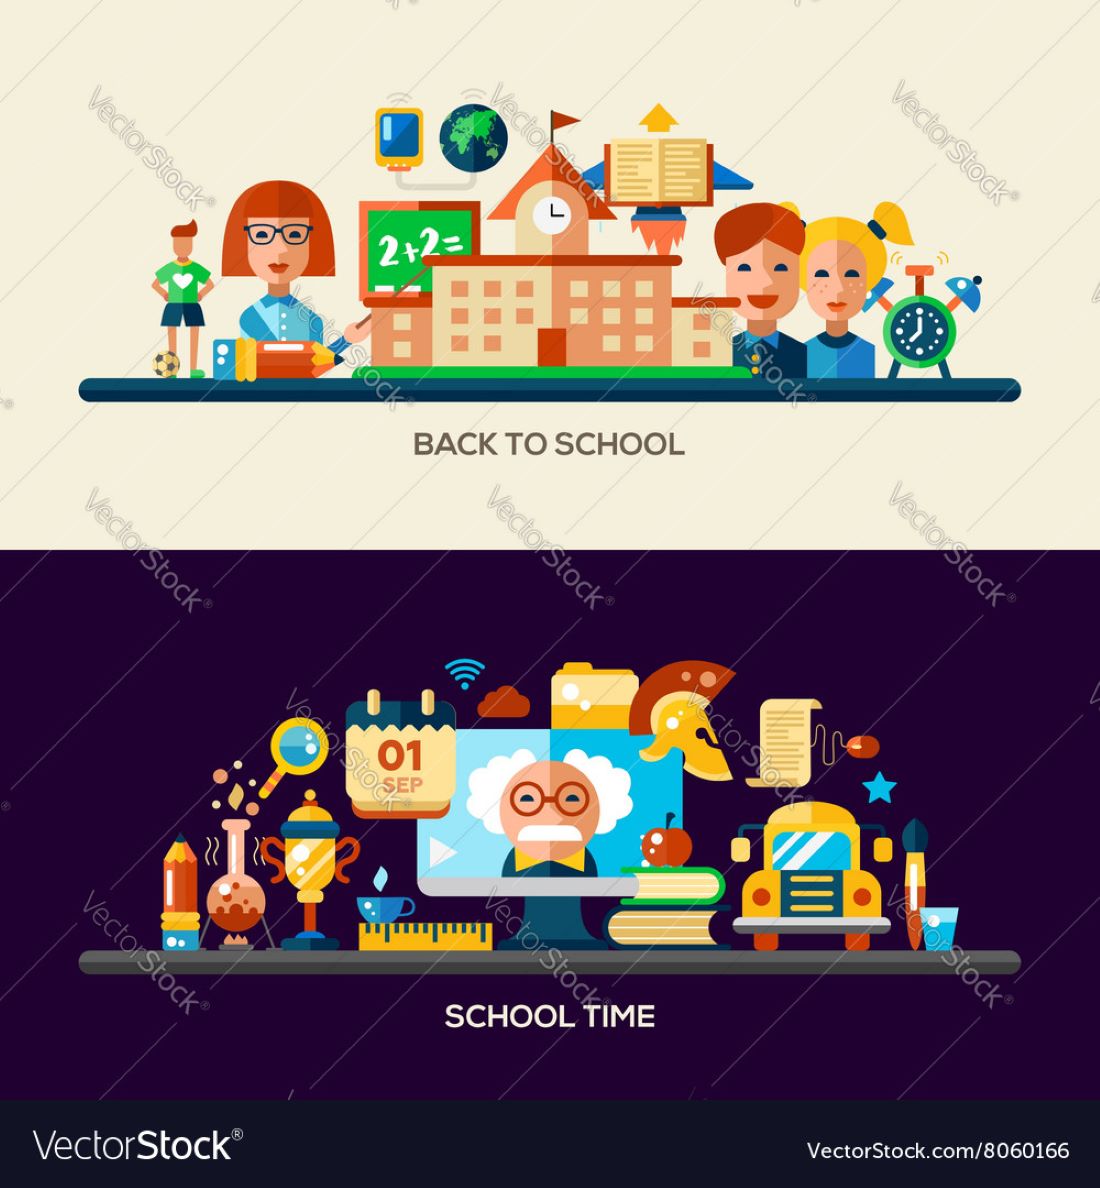 2+2=
BACK TO SCHOOL
01
SEP
SCHOOL TIME
VectorStock®
VectorStock.com/8060166